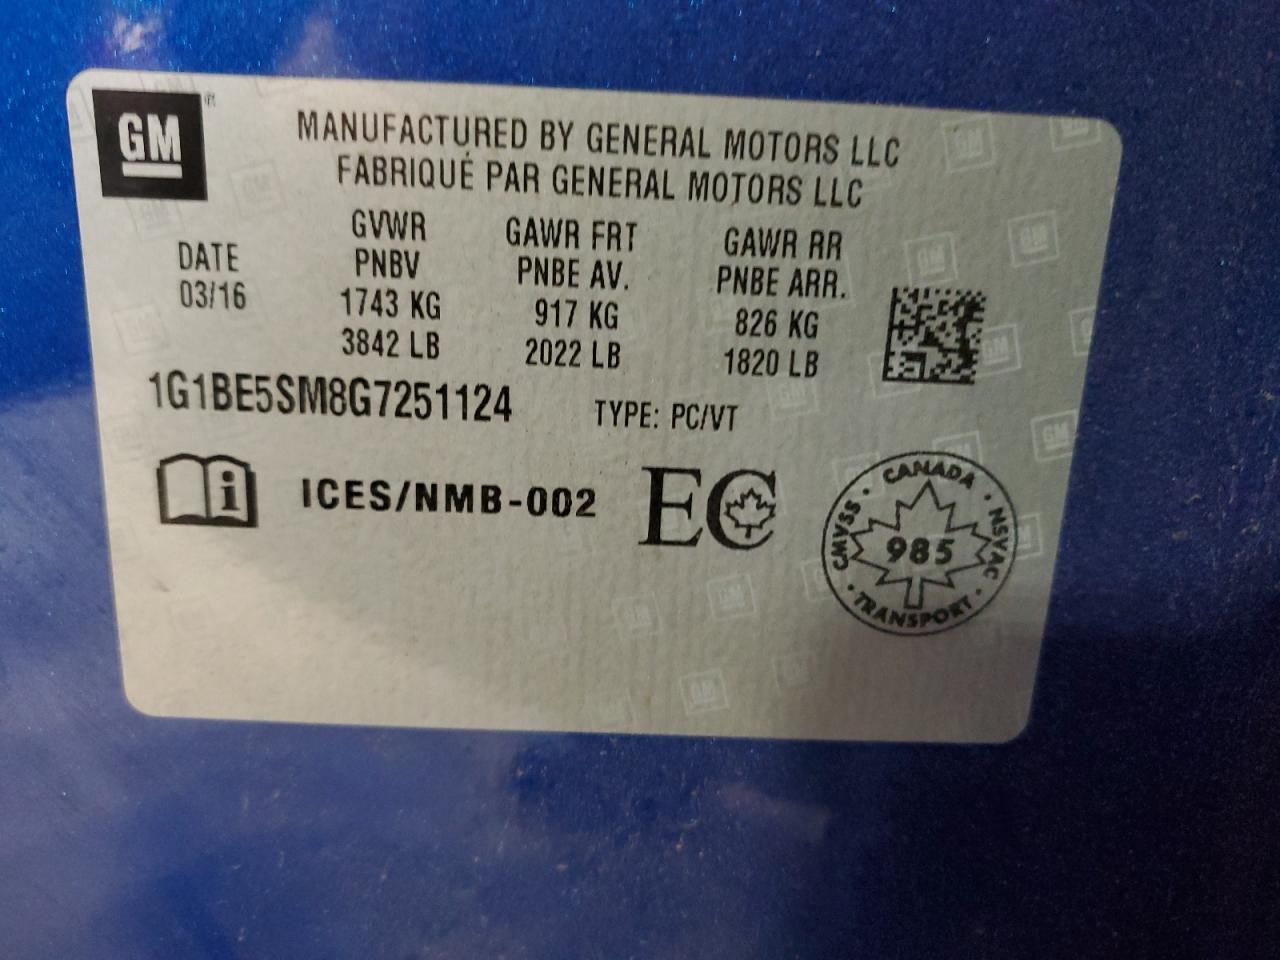 GM
MANUFACTURED BY GENERAL MOTORS LLC
FABRIQUÉ PAR GENERAL MOTORS LLC
DATE
03/16
GVWR
PNBV
1743 KG
3842 LB
GAWR FRT
PNBE AV.
917 KG
2022 LB
GAWR RR
PNBE ARR.
826 KG
1820 LB
1G1BE5SM8G7251124 TYPE: PC/VT
i ICES/NMB-002 EC
CANADA · NSVAC · TRANSPORT · CMVSS ·
985